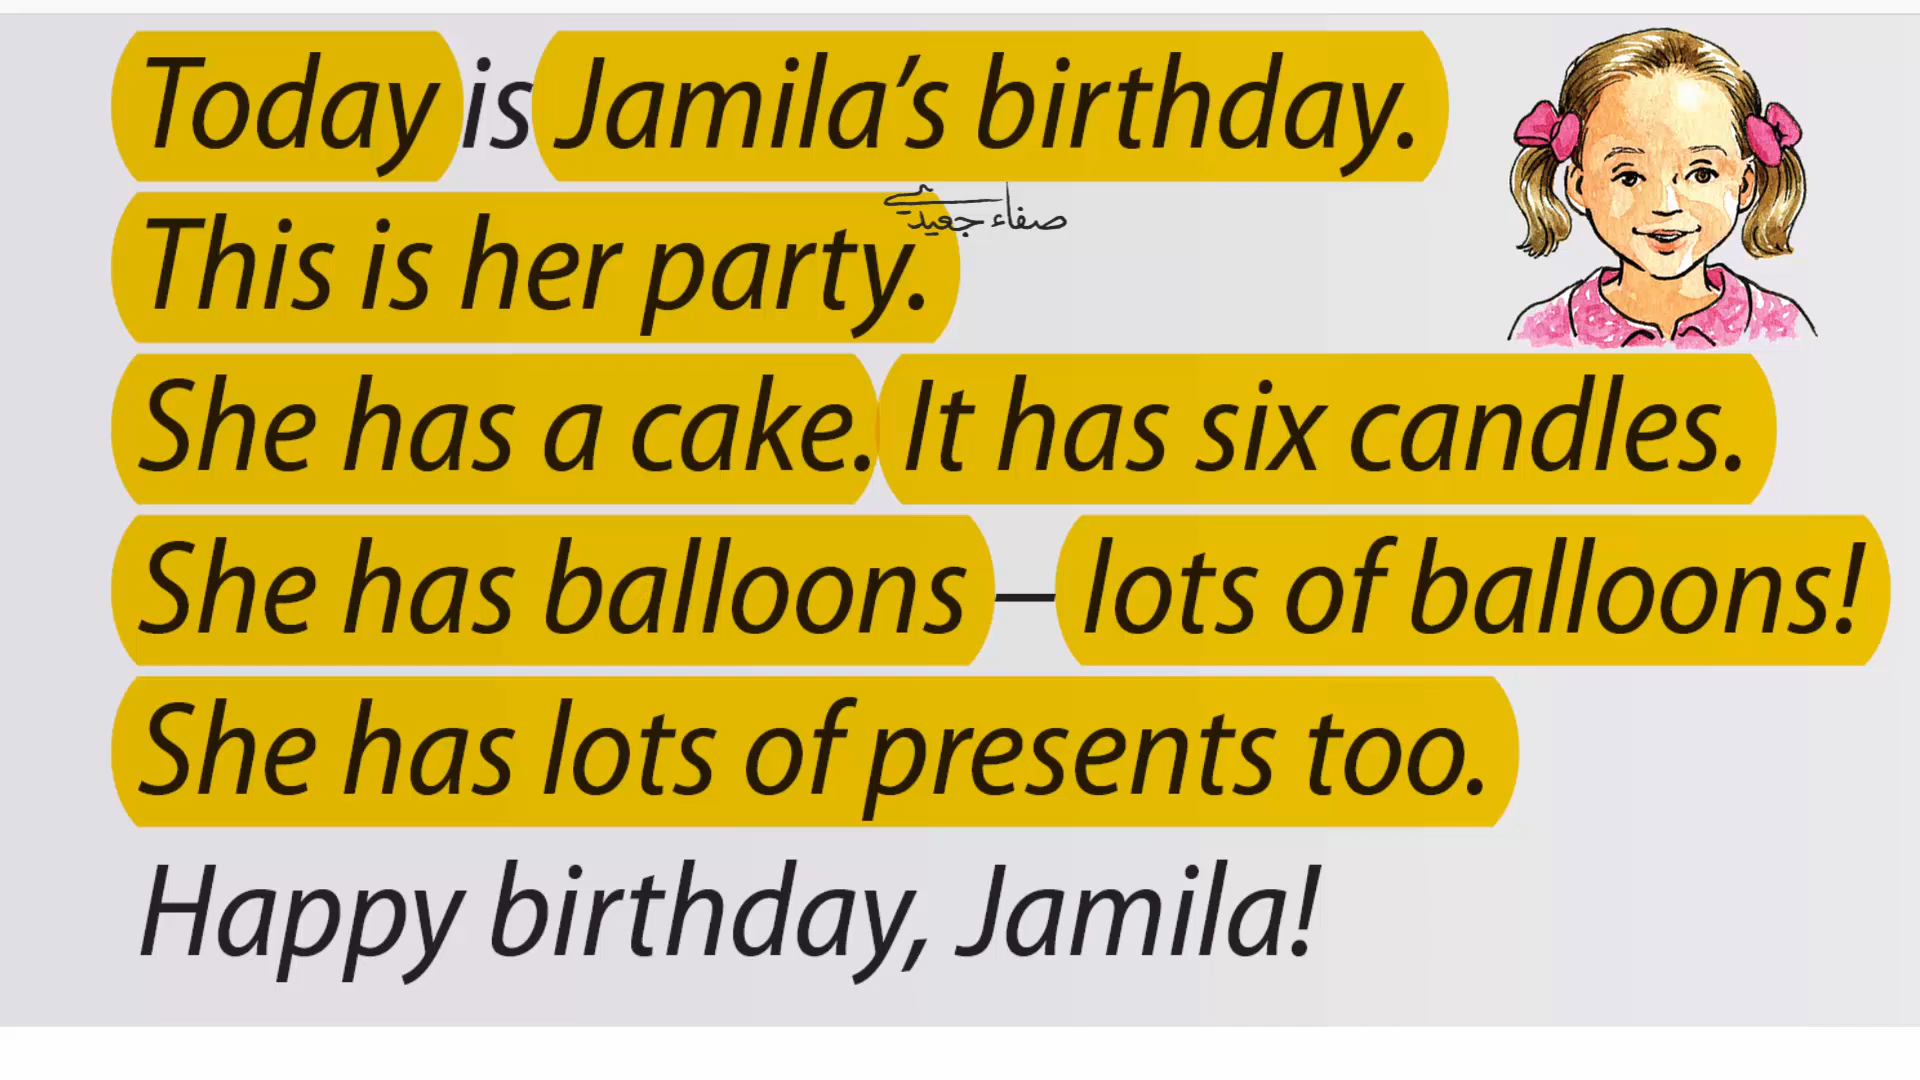 Today is Jamila’s birthday.
صفاء جعيدي
This is her party.
She has a cake. It has six candles.
She has balloons – lots of balloons!
She has lots of presents too.
Happy birthday, Jamila!